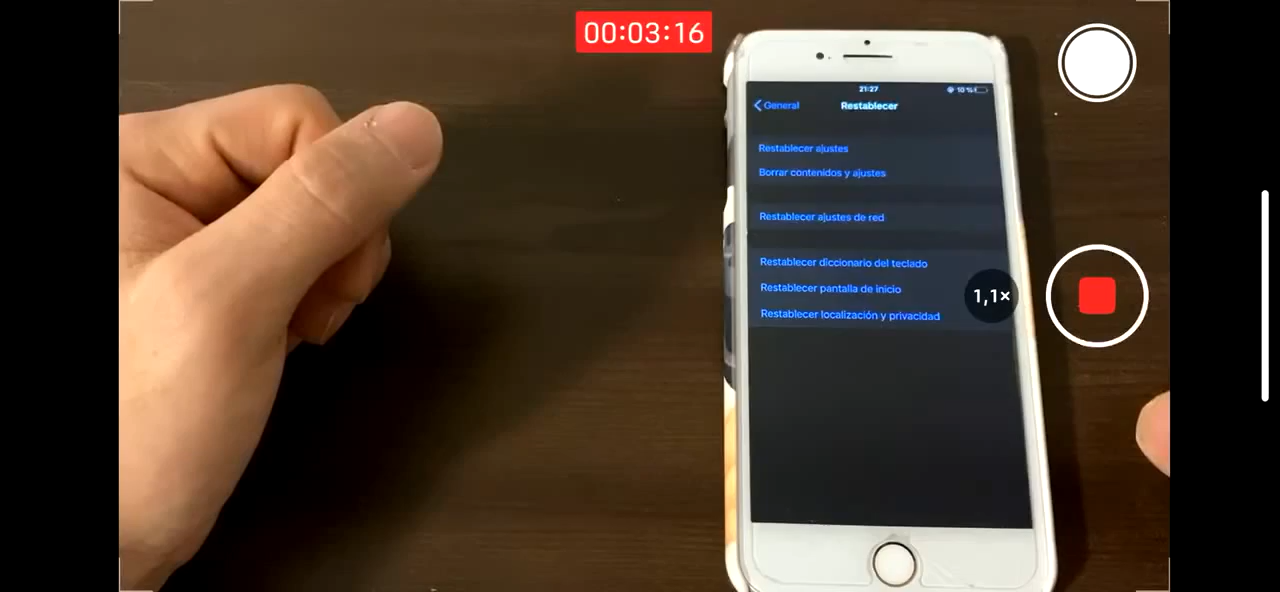 00:03:16
21:27
10 %
General
Restablecer
Restablecer ajustes
Borrar contenidos y ajustes
Restablecer ajustes de red
Restablecer diccionario del teclado
Restablecer pantalla de inicio
1,1×
Restablecer localización y privacidad